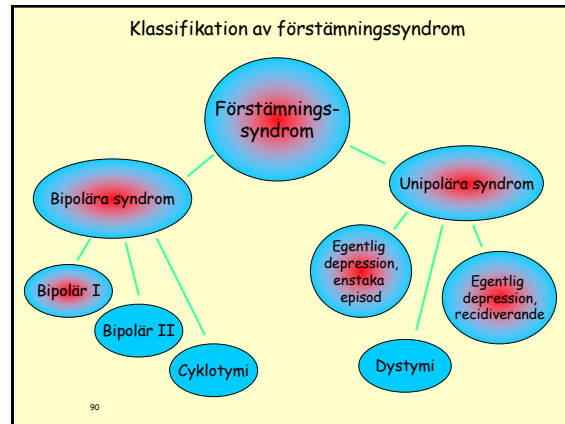 Klassifikation av förstämningssyndrom
Förstämnings-
syndrom
Bipolära syndrom
Unipolära syndrom
Bipolär I
Bipolär II
Cyklotymi
Egentlig
depression,
enstaka
episod
Dystymi
Egentlig
depression,
recidiverande
90